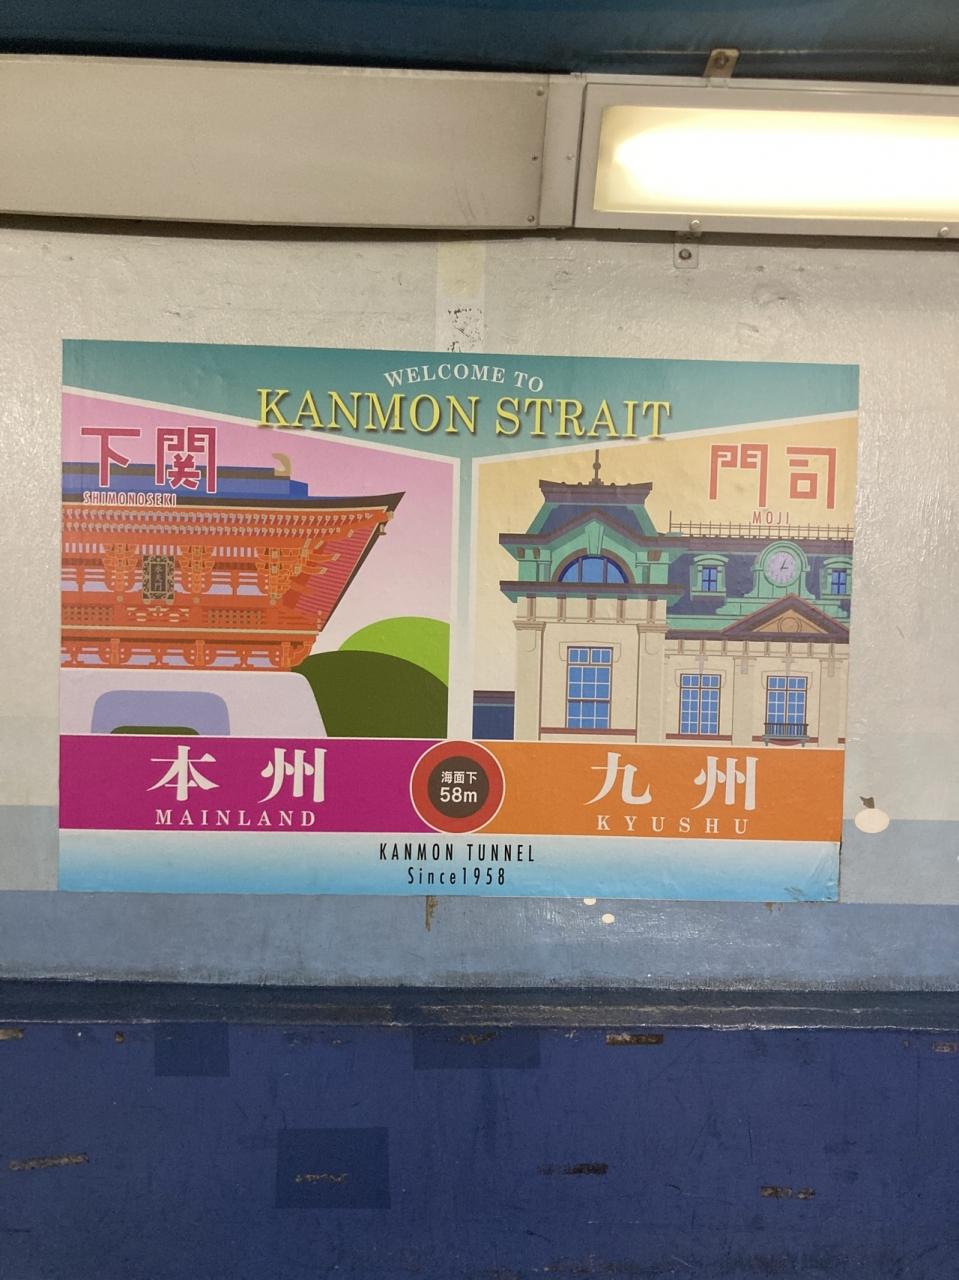 WELCOME TO
KANMON STRAIT
下関
SHIMONOSEKI
門司
MOJI
本州
MAINLAND
海面下
58m
九州
KYUSHU
KANMON TUNNEL
Since1958